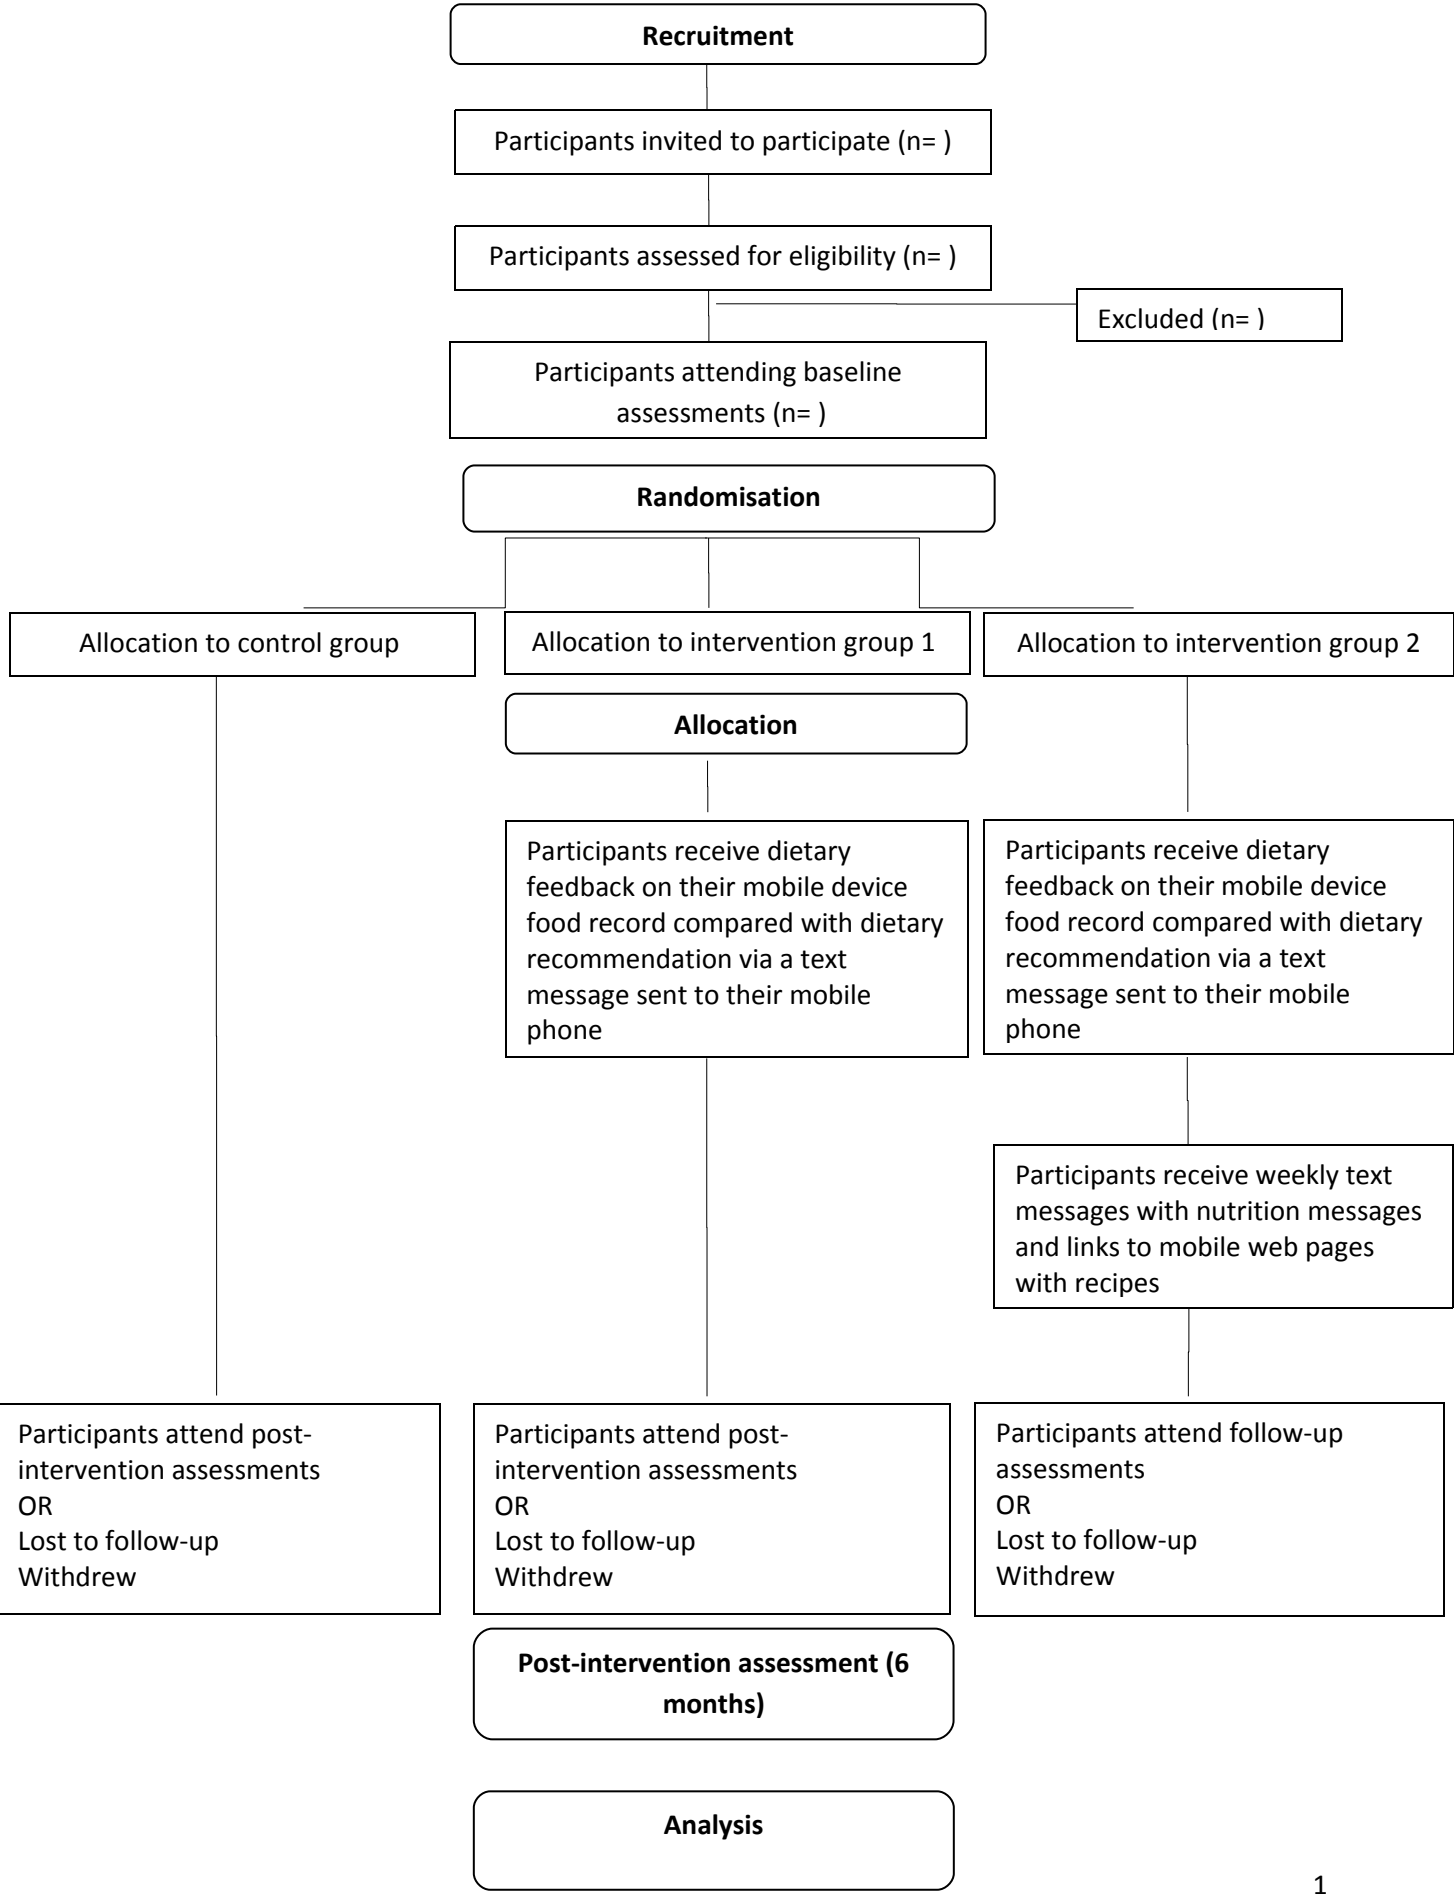 Recruitment
Participants invited to participate (n= )
Participants assessed for eligibility (n= )
Excluded (n= )
Participants attending baseline
assessments (n= )
Randomisation
Allocation to control group
Allocation to intervention group 1
Allocation to intervention group 2
Allocation
Participants receive dietary
feedback on their mobile device
food record compared with dietary
recommendation via a text
message sent to their mobile
phone
Participants receive dietary
feedback on their mobile device
food record compared with dietary
recommendation via a text
message sent to their mobile
phone
Participants receive weekly text
messages with nutrition messages
and links to mobile web pages
with recipes
Participants attend post-
intervention assessments
OR
Lost to follow-up
Withdrew
Participants attend post-
intervention assessments
OR
Lost to follow-up
Withdrew
Participants attend follow-up
assessments
OR
Lost to follow-up
Withdrew
Post-intervention assessment (6
months)
Analysis
1